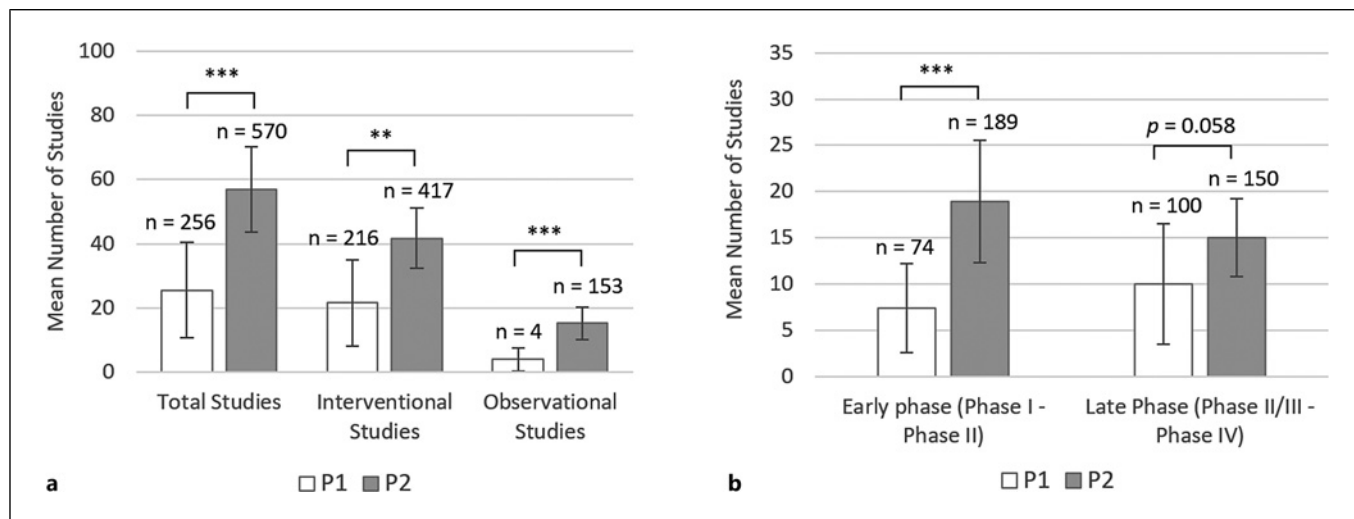 100
80
60
40
20
0
Mean Number of Studies
***
n = 256
n = 570
**
n = 216
n = 417
***
n = 4
n = 153
Total Studies
Interventional
Studies
Observational
Studies
a
P1 P2
35
30
25
20
15
10
5
0
Mean Number of Studies
***
n = 74
n = 189
p = 0.058
n = 100
n = 150
Early phase (Phase I -
Phase II)
Late Phase (Phase II/III -
Phase IV)
b
P1 P2